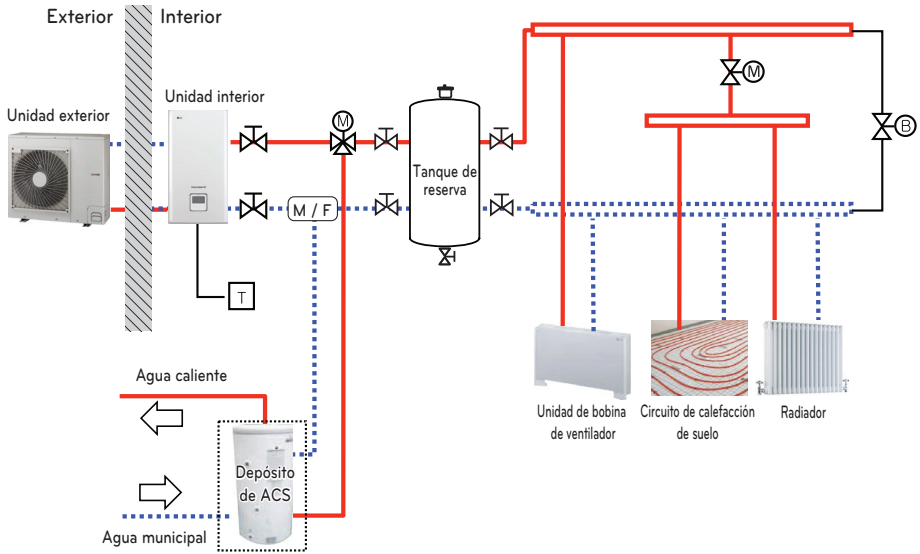 Exterior
Interior
Unidad exterior
Unidad interior
M
M
B
Tanque de
reserva
M / F
T
Agua caliente
Unidad de bobina
de ventilador
Circuito de calefacción
de suelo
Radiador
Depósito
de ACS
Agua municipal